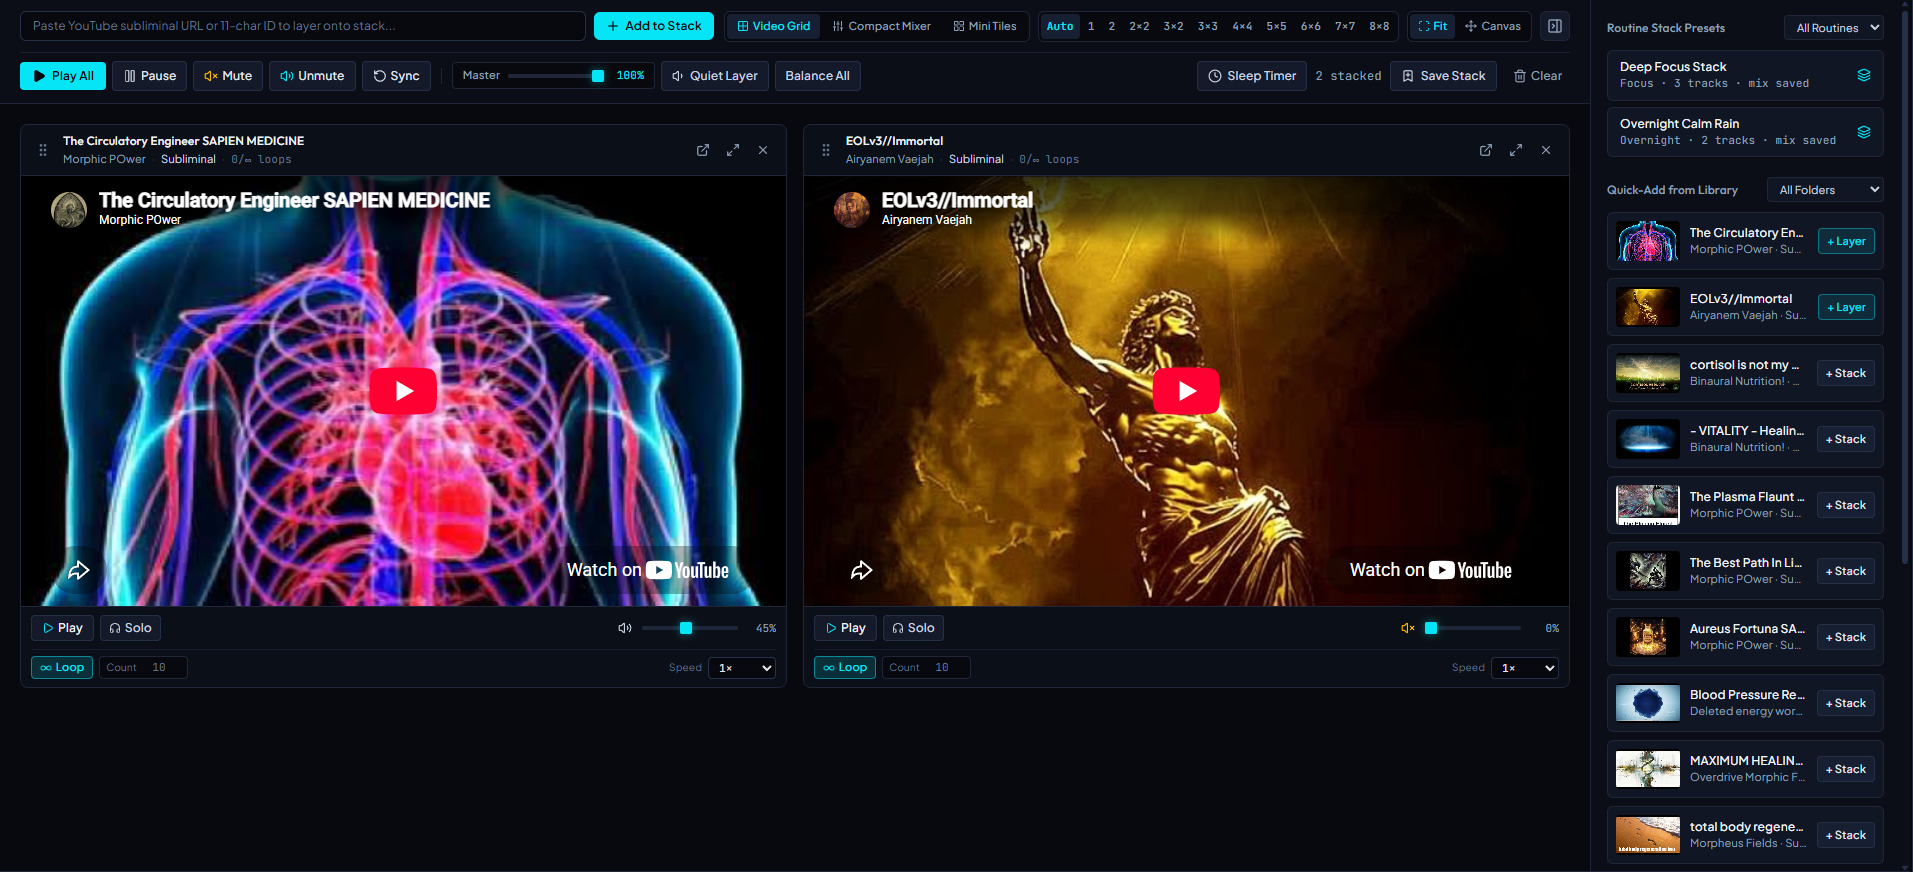 Paste YouTube subliminal URL or 11-char ID to layer onto stack...
+ Add to Stack
Video Grid
Compact Mixer
Mini Tiles
Auto 1 2 2×2 3×2 3×3 4×4 5×5 6×6 7×7 8×8
Fit
Canvas
Play All
Pause
Mute
Unmute
Sync
Master 100%
Quiet Layer
Balance All
Sleep Timer
2 stacked
Save Stack
Clear
The Circulatory Engineer SAPIEN MEDICINE
Morphic POwer · Subliminal · 0/∞ loops
The Circulatory Engineer SAPIEN MEDICINE
Morphic POwer
Watch on YouTube
Play
Solo
45%
∞ Loop
Count 10
Speed 1×
EOLv3//Immortal
Airyanem Vaejah · Subliminal · 0/∞ loops
EOLv3//Immortal
Airyanem Vaejah
Watch on YouTube
Play
Solo
0%
∞ Loop
Count 10
Speed 1×
Routine Stack Presets
All Routines
Deep Focus Stack
Focus · 3 tracks · mix saved
Overnight Calm Rain
Overnight · 2 tracks · mix saved
Quick-Add from Library
All Folders
The Circulatory En...
Morphic POwer · Su...
+ Layer
EOLv3//Immortal
Airyanem Vaejah · Su...
+ Layer
cortisol is not my ...
Binaural Nutrition! · ...
+ Stack
- VITALITY - Healin...
Binaural Nutrition! · ...
+ Stack
The Plasma Flaunt ...
Morphic POwer · Su...
+ Stack
The Best Path In Li...
Morphic POwer · Su...
+ Stack
Aureus Fortuna SA...
Morphic POwer · Su...
+ Stack
Blood Pressure Re...
Deleted energy wor...
+ Stack
MAXIMUM HEALIN...
Overdrive Morphic F...
+ Stack
total body regene...
Morpheus Fields · Su...
+ Stack